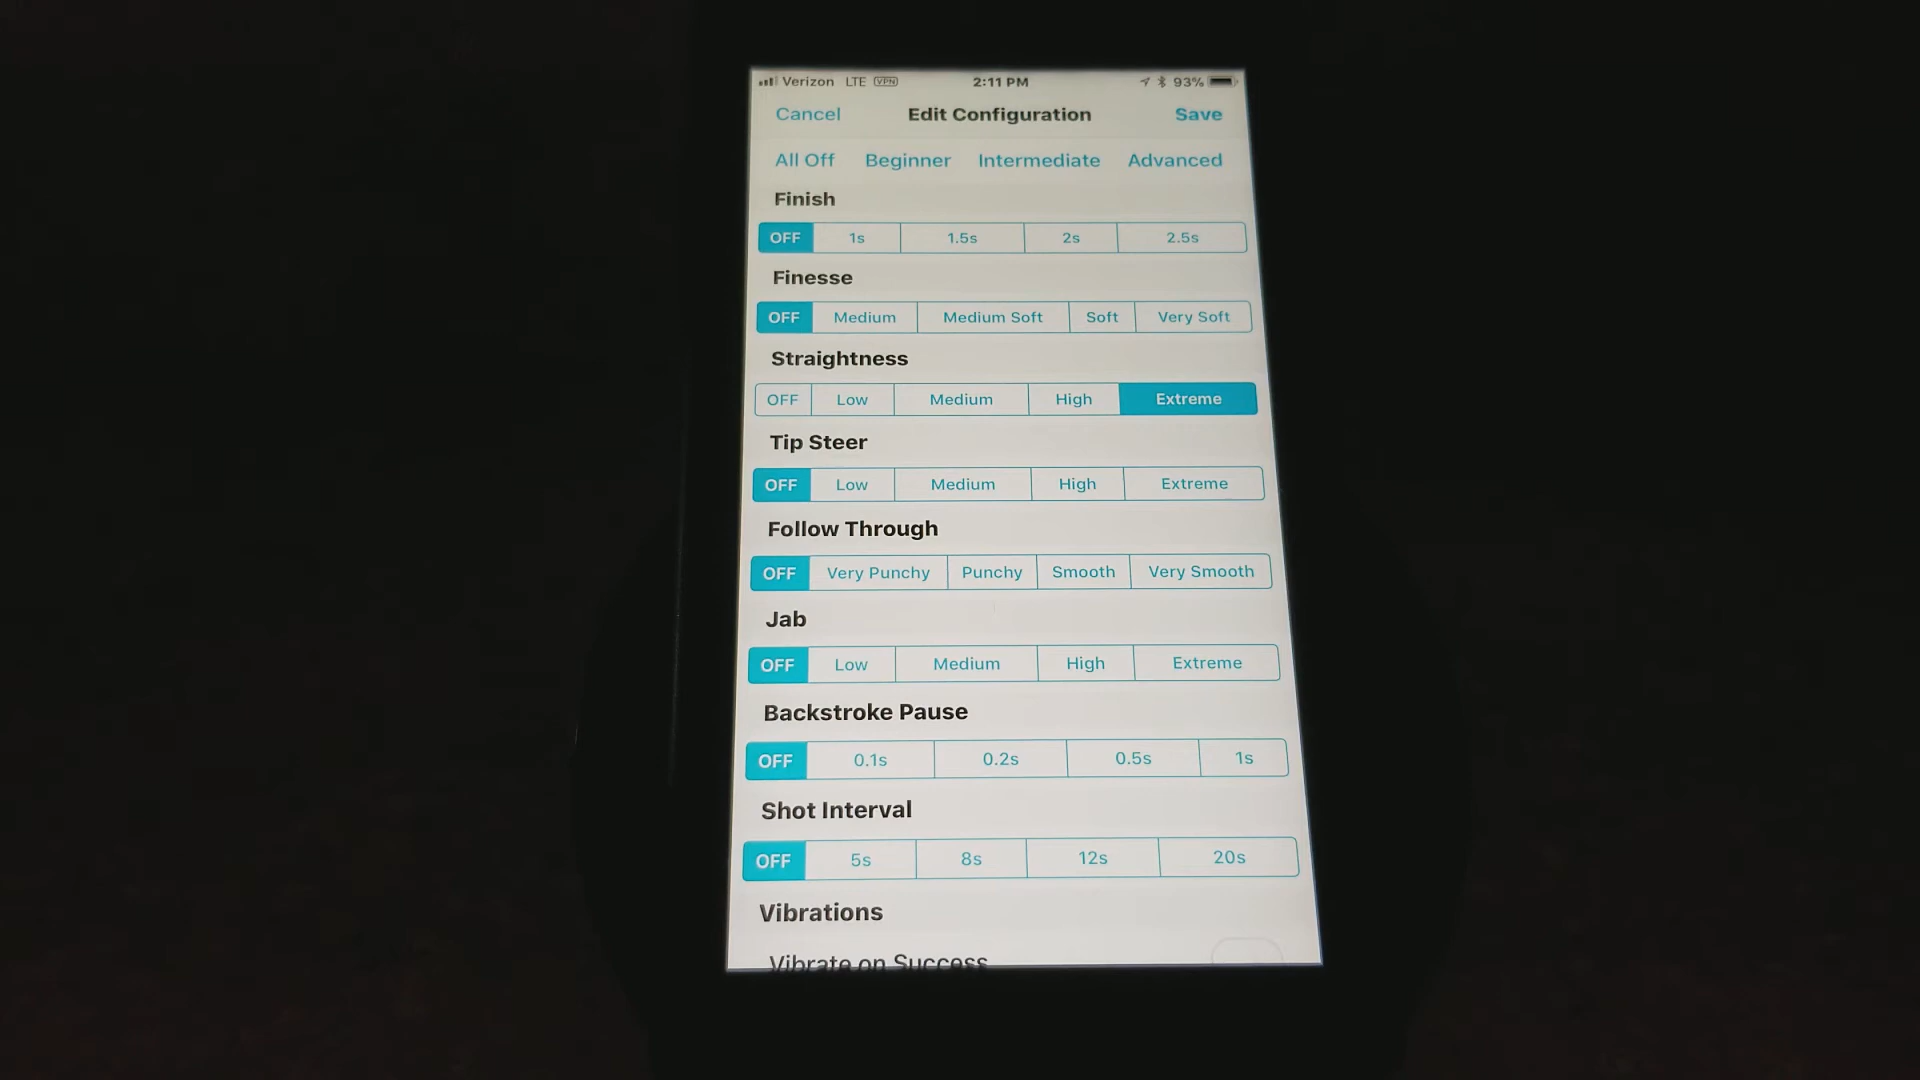 Verizon LTE VPN 2:11 PM 93%
Cancel Edit Configuration Save
All Off Beginner Intermediate Advanced
Finish
OFF 1s 1.5s 2s 2.5s
Finesse
OFF Medium Medium Soft Soft Very Soft
Straightness
OFF Low Medium High Extreme
Tip Steer
OFF Low Medium High Extreme
Follow Through
OFF Very Punchy Punchy Smooth Very Smooth
Jab
OFF Low Medium High Extreme
Backstroke Pause
OFF 0.1s 0.2s 0.5s 1s
Shot Interval
OFF 5s 8s 12s 20s
Vibrations
Vibrate on Success